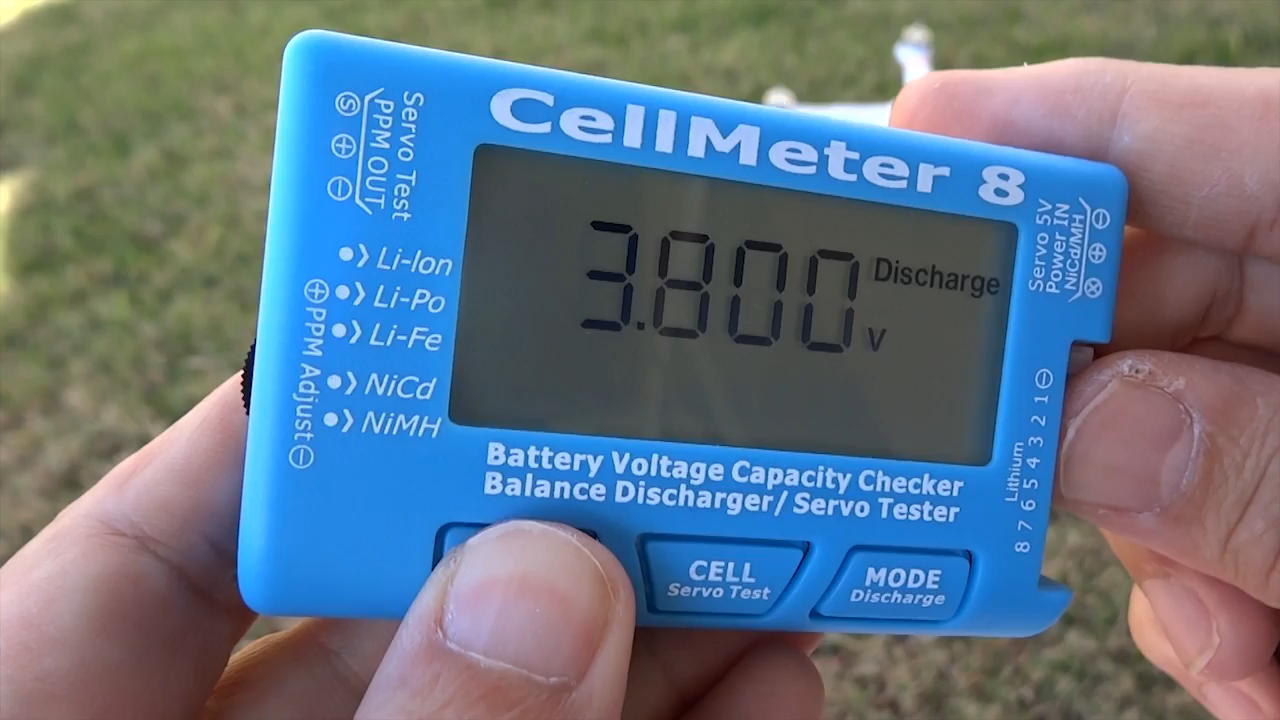 CellMeter 8
Servo Test
PPM OUT
Ⓢ ⊕ ⊖
Li-Ion
Li-Po
Li-Fe
NiCd
NiMH
⊕PPM Adjust⊖
3.800 v
Discharge
Servo 5V
Power IN
NiCd/MH
⊖ ⊕ ⊗
Lithium
8 7 6 5 4 3 2 1 ⊖
Battery Voltage Capacity Checker
Balance Discharger/ Servo Tester
CELL
Servo Test
MODE
Discharge